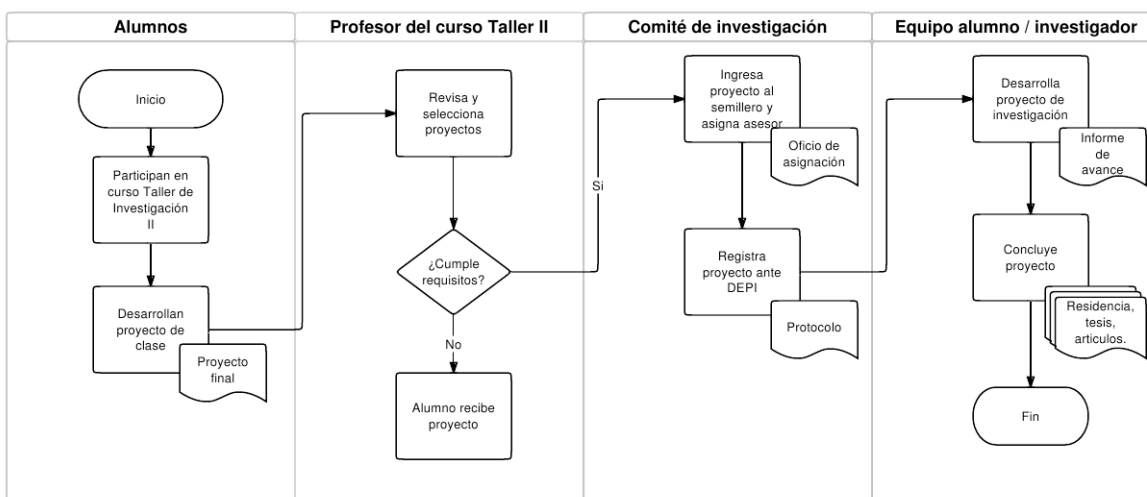 Alumnos
Inicio
Participan en
curso Taller de
Investigación
II
Desarrollan
proyecto de
clase
Proyecto
final
Profesor del curso Taller II
Revisa y
selecciona
proyectos
¿Cumple
requisitos?
Si
No
Alumno recibe
proyecto
Comité de investigación
Ingresa
proyecto al
semillero y
asigna asesor
Oficio de
asignación
Registra
proyecto ante
DEPI
Protocolo
Equipo alumno / investigador
Desarrolla
proyecto de
investigación
Informe
de
avance
Concluye
proyecto
Residencia,
tesis,
articulos.
Fin